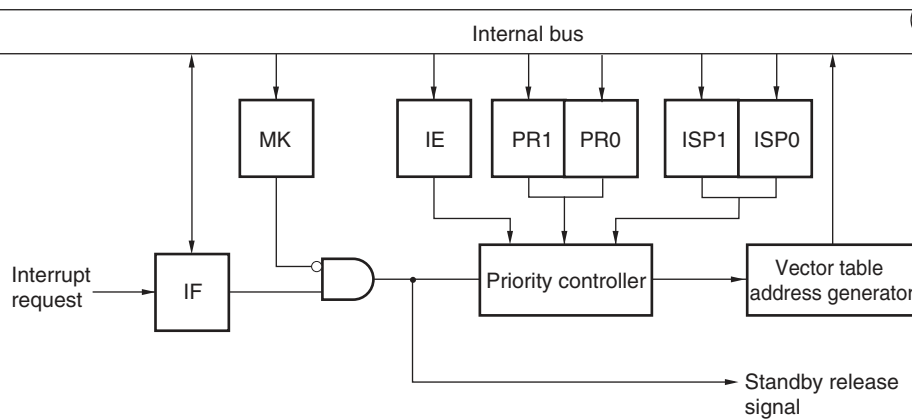 Internal bus
MK
IE
PR1
PR0
ISP1
ISP0
Interrupt
request
IF
Priority controller
Vector table
address generator
Standby release
signal